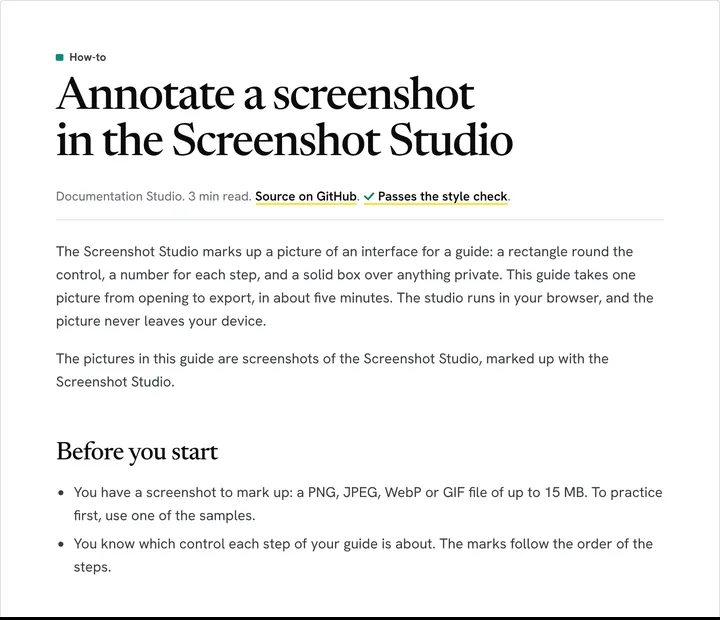 How-to
Annotate a screenshot
in the Screenshot Studio
Documentation Studio. 3 min read. Source on GitHub. ✓ Passes the style check.
The Screenshot Studio marks up a picture of an interface for a guide: a rectangle round the
control, a number for each step, and a solid box over anything private. This guide takes one
picture from opening to export, in about five minutes. The studio runs in your browser, and the
picture never leaves your device.
The pictures in this guide are screenshots of the Screenshot Studio, marked up with the
Screenshot Studio.
Before you start
• You have a screenshot to mark up: a PNG, JPEG, WebP or GIF file of up to 15 MB. To practice
first, use one of the samples.
• You know which control each step of your guide is about. The marks follow the order of the
steps.